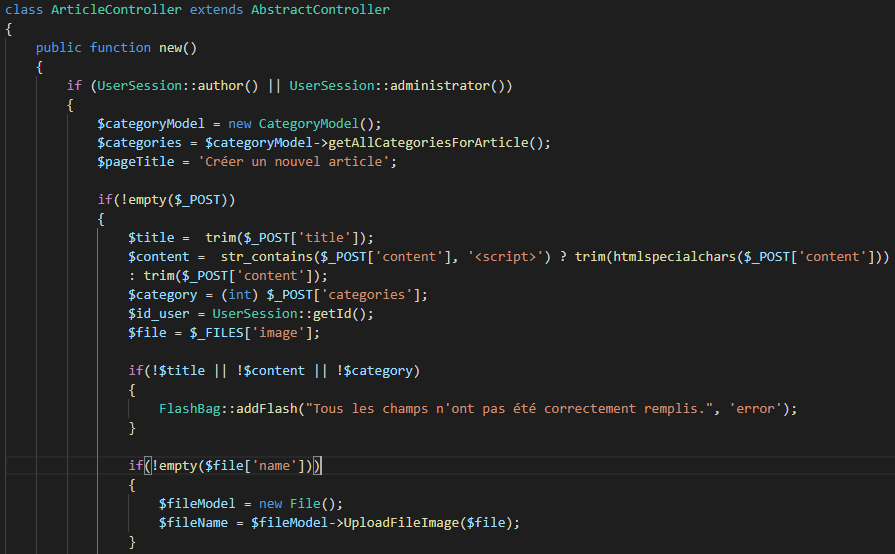 class ArticleController extends AbstractController
{
public function new()
{
if (UserSession::author() || UserSession::administrator())
{
$categoryModel = new CategoryModel();
$categories = $categoryModel->getAllCategoriesForArticle();
$pageTitle = 'Créer un nouvel article';
if(!empty($_POST))
{
$title =  trim($_POST['title']);
$content =  str_contains($_POST['content'], '<script>') ? trim(htmlspecialchars($_POST['content']))
: trim($_POST['content']);
$category = (int) $_POST['categories'];
$id_user = UserSession::getId();
$file = $_FILES['image'];
if(!$title || !$content || !$category)
{
FlashBag::addFlash("Tous les champs n'ont pas été correctement remplis.", 'error');
}
if(!empty($file['name']))
{
$fileModel = new File();
$fileName = $fileModel->UploadFileImage($file);
}